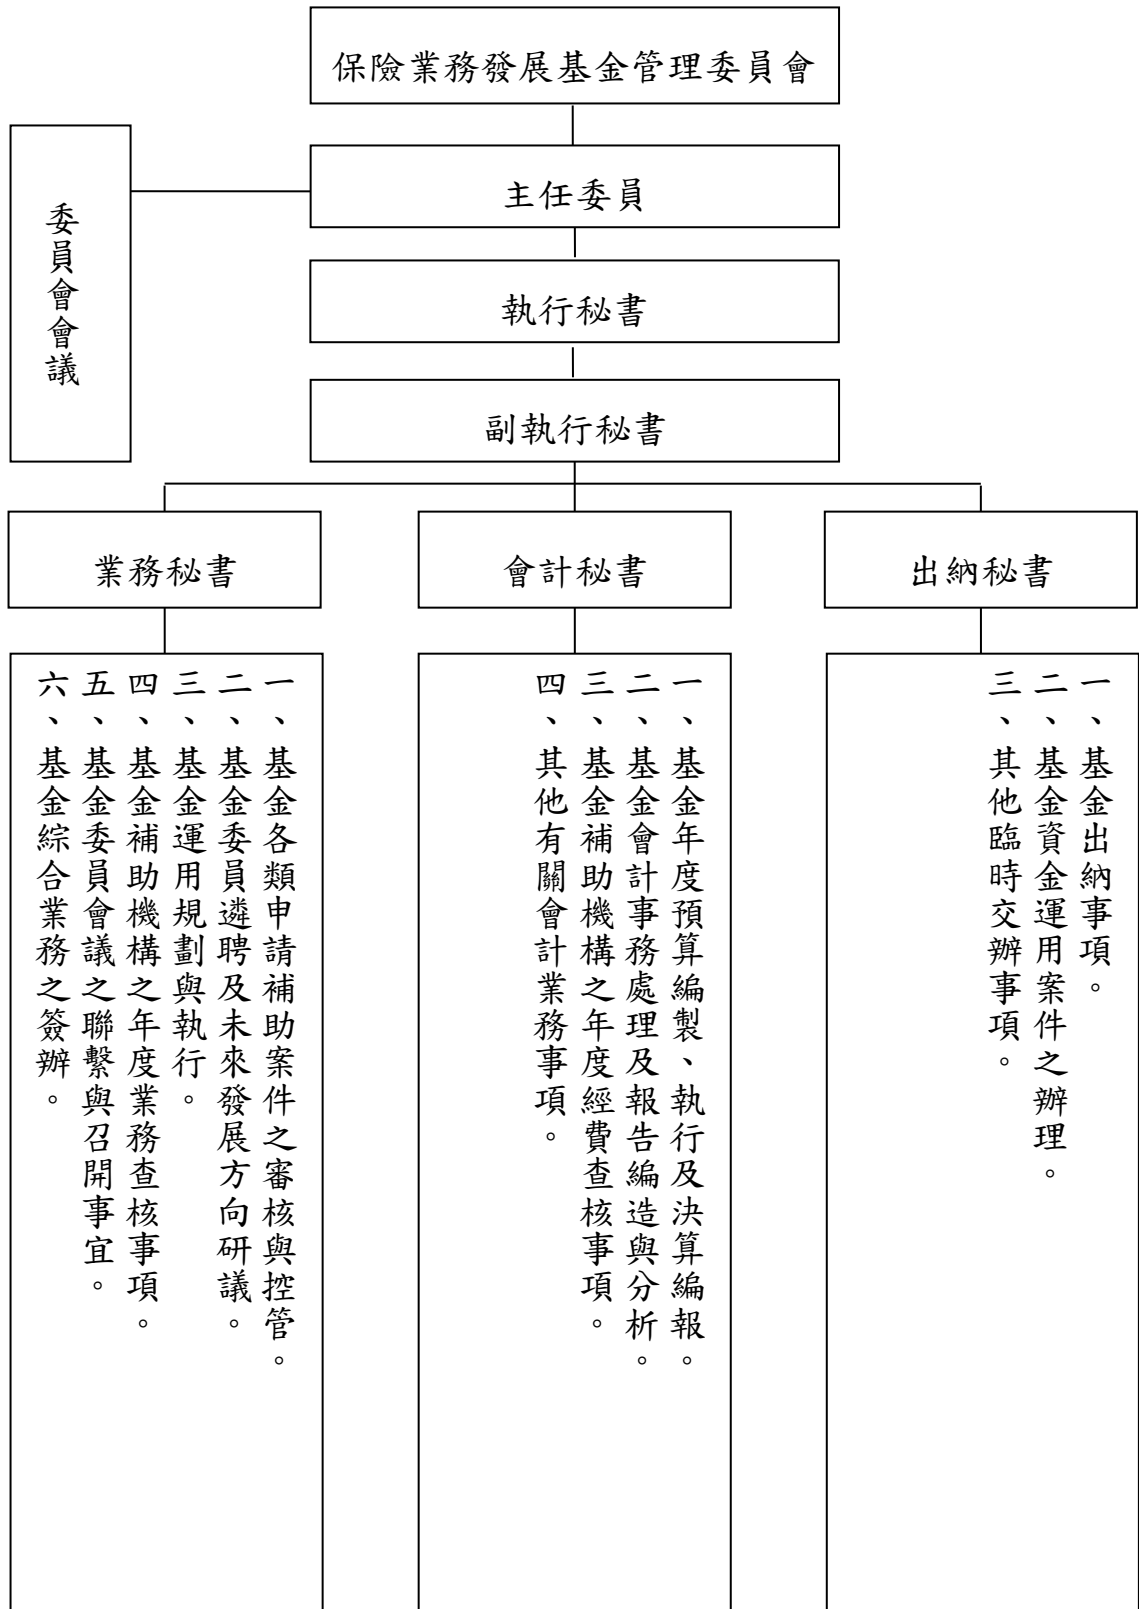 保險業務發展基金管理委員會
主任委員
委員會會議
執行秘書
副執行秘書
業務秘書
會計秘書
出納秘書
一、基金各類申請補助案件之審核與控管。
二、基金委員遴聘及未來發展方向研議。
三、基金運用規劃與執行。
四、基金補助機構之年度業務查核事項。
五、基金委員會議之聯繫與召開事宜。
六、基金綜合業務之簽辦。
一、基金年度預算編製、執行及決算編報。
二、基金會計事務處理及報告編造與分析。
三、基金補助機構之年度經費查核事項。
四、其他有關會計業務事項。
一、基金出納事項。
二、基金資金運用案件之辦理。
三、其他臨時交辦事項。